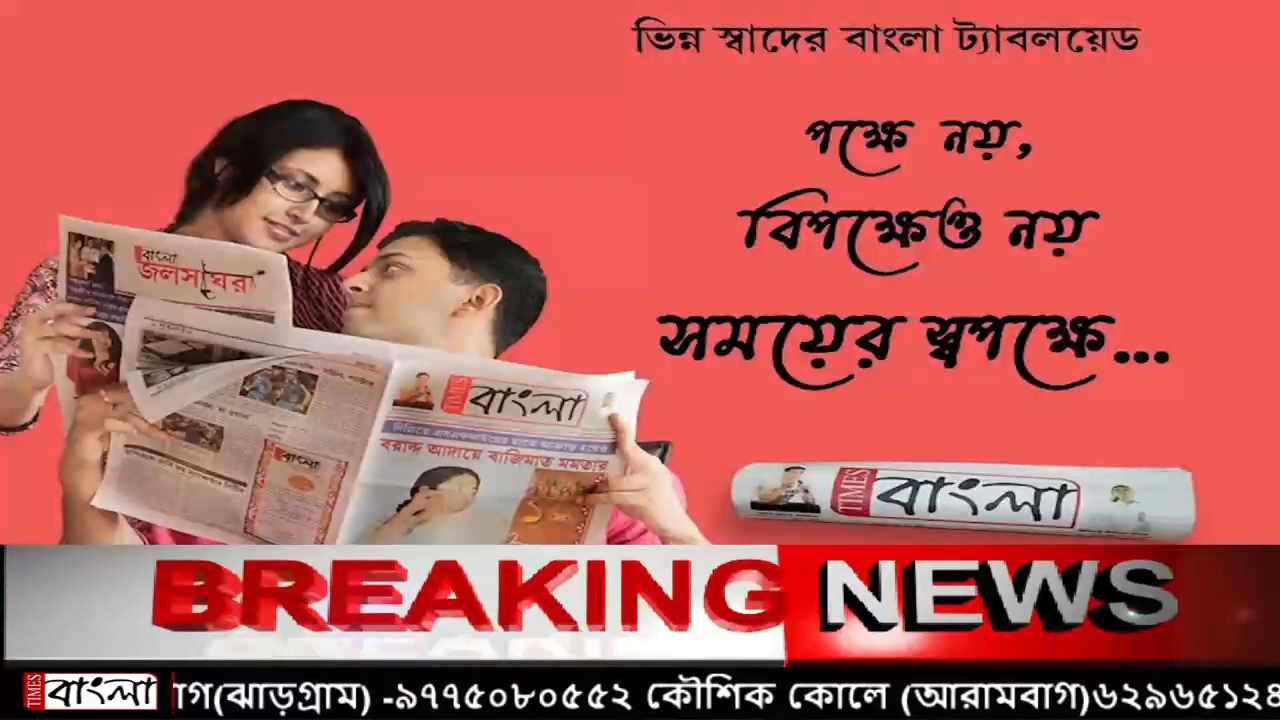 ভিন্ন স্বাদের বাংলা ট্যাবলয়েড
পক্ষে নয়,
বিপক্ষেও নয়
সময়ের স্বপক্ষে...
বাংলা
জলসাঘর
TIMES বাংলা
বরাদ্দ আদায়ে বাজিমাত মমতার
বাংলা
TIMES বাংলা
BREAKING NEWS
TIMES বাংলা
াগ(ঝাড়গ্রাম) -৯৭৭৫০৮০৫৫২ কৌশিক কোলে (আরামবাগ)৬২৯৬৫১২৪